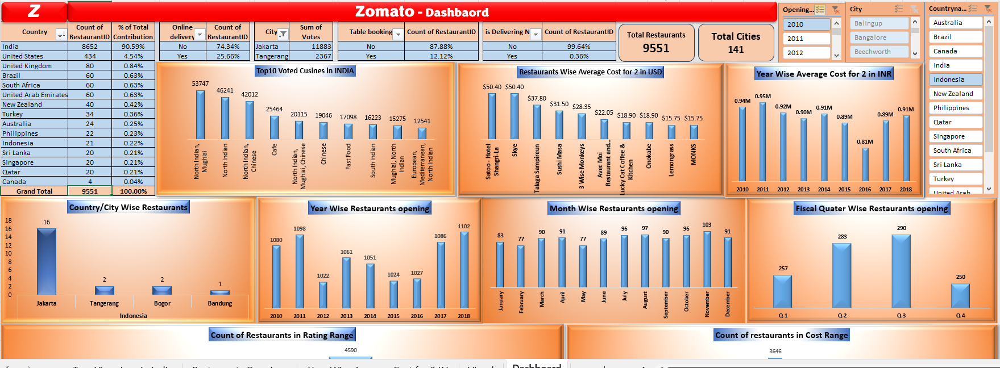 Z
Zomato - Dashbaord
Country Count of RestaurantID % of Total Contribution
India 8652 90.59%
United States 434 4.54%
United Kingdom 80 0.84%
Brazil 60 0.63%
South Africa 60 0.63%
United Arab Emirates 60 0.63%
New Zealand 40 0.42%
Turkey 34 0.36%
Australia 24 0.25%
Philippines 22 0.23%
Indonesia 21 0.22%
Sri Lanka 20 0.21%
Singapore 20 0.21%
Qatar 20 0.21%
Canada 4 0.04%
Grand Total 9551 100.00%
Online delivery Count of RestaurantID
No 74.34%
Yes 25.66%
City Sum of Votes
Jakarta 11883
Tangerang 2367
Table booking Count of RestaurantID
No 87.88%
Yes 12.12%
is Delivering N Count of RestaurantID
No 99.64%
Yes 0.36%
Total Restaurants
9551
Total Cities
141
Opening...
2010
2011
2012
City
Balingup
Bangalore
Beechworth
Countryna...
Australia
Brazil
Canada
India
Indonesia
New Zealand
Philippines
Qatar
Singapore
South Africa
Sri Lanka
Turkey
United Arab
Top10 Voted Cusines in INDIA
53747 46241 42012 25464 20115 19046 17098 16223 15275 12541
North Indian, Mughlai
North Indian
North Indian, Chinese
Cafe
North Indian, Mughlai, Chinese
Chinese
Fast Food
South Indian
Mughlai, North Indian
European, Mediterranean, North Indian
Restaurants Wise Average Cost for 2 in USD
$50.40 $50.40 $37.80 $31.50 $28.35 $22.05 $18.90 $18.90 $15.75 $15.75
Satoo - Hotel Shangri-La
Skye
Talaga Sampireun
Sushi Masa
3 Wise Monkeys
Avec Moi Restaurant and...
Lucky Cat Coffee & Kitchen
Onokabe
Lemongrass
MONKS
Year Wise Average Cost for 2 in INR
0.94M 0.95M 0.92M 0.90M 0.91M 0.89M 0.81M 0.89M 0.91M
2010 2011 2012 2013 2014 2015 2016 2017 2018
Country/City Wise Restaurants
18
16
14
12
10
8
6
4
2
0
16 2 2 1
Jakarta Tangerang Bogor Bandung
Indonesia
Year Wise Restaurants opening
1080 1098 1022 1061 1051 1024 1027 1086 1102
2010 2011 2012 2013 2014 2015 2016 2017 2018
Month Wise Restaurants opening
83 77 90 91 77 89 96 97 90 96 103 91
January February March April May June July August September October November December
Fiscal Quater Wise Restaurants opening
257 283 290 250
Q-1 Q-2 Q-3 Q-4
Count of Restaurants in Rating Range
4590
Count of restaurants in Cost Range
3646
Dashboard